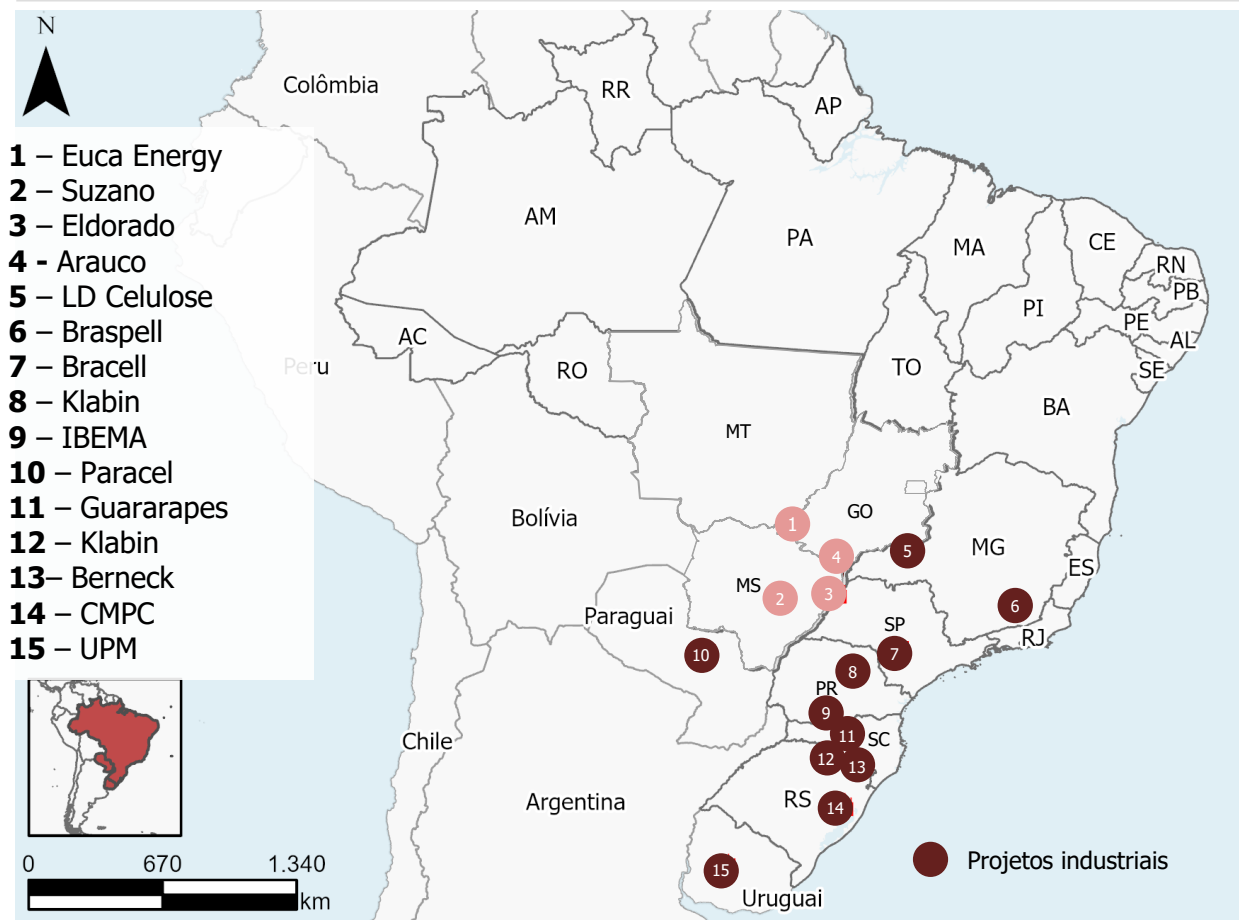 N
Colômbia
RR
AP
1 – Euca Energy
2 – Suzano
3 – Eldorado
4 - Arauco
5 – LD Celulose
6 – Braspell
7 – Bracell
8 – Klabin
9 – IBEMA
10 – Paracel
11 – Guararapes
12 – Klabin
13– Berneck
14 – CMPC
15 – UPM
AM
PA
MA
CE
RN
PB
PI
PE
AL
AC
Peru
SE
RO
TO
BA
MT
Bolívia
1
GO
4
5
MG
ES
MS
2
3
6
Paraguai
SP
RJ
10
7
8
PR
9
11
SC
Chile
12
13
Argentina
RS
14
15
Uruguai
Projetos industriais
0
670
1.340
km